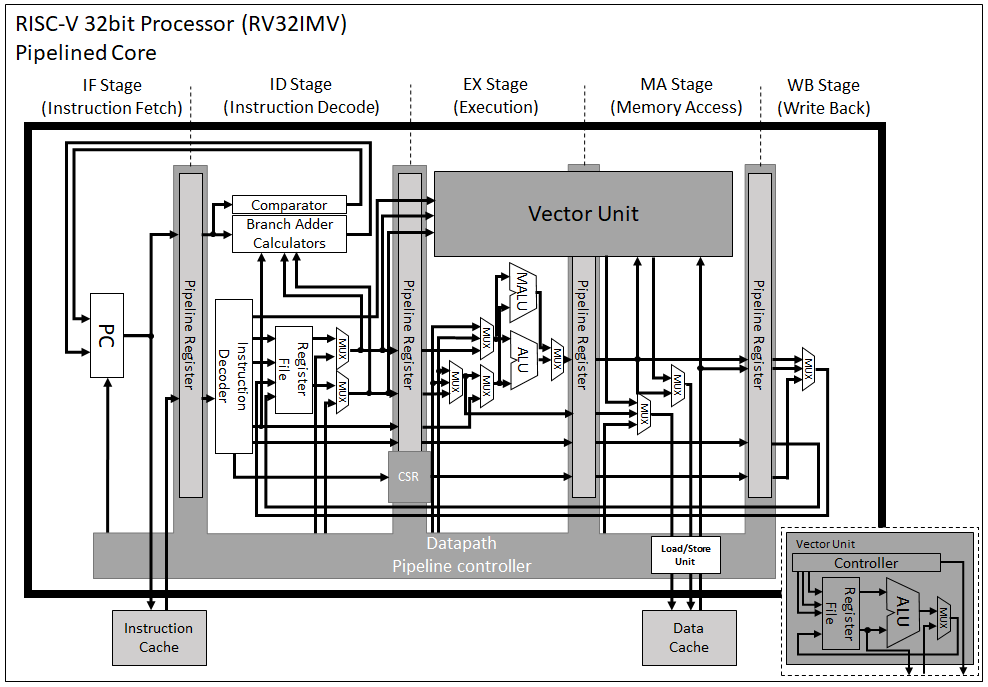 RISC-V 32bit Processor (RV32IMV)
Pipelined Core
IF Stage
(Instruction Fetch)
ID Stage
(Instruction Decode)
EX Stage
(Execution)
MA Stage
(Memory Access)
WB Stage
(Write Back)
Comparator
Branch Adder
Calculators
Vector Unit
PC
Pipeline Register
Instruction
Decoder
Register
File
MUX
MUX
Pipeline Register
CSR
MALU
ALU
MUX
MUX
MUX
MUX
Pipeline Register
MUX
MUX
Pipeline Register
MUX
Datapath
Pipeline controller
Load/Store
Unit
Instruction
Cache
Data
Cache
Vector Unit
Controller
Register
File
ALU
MUX